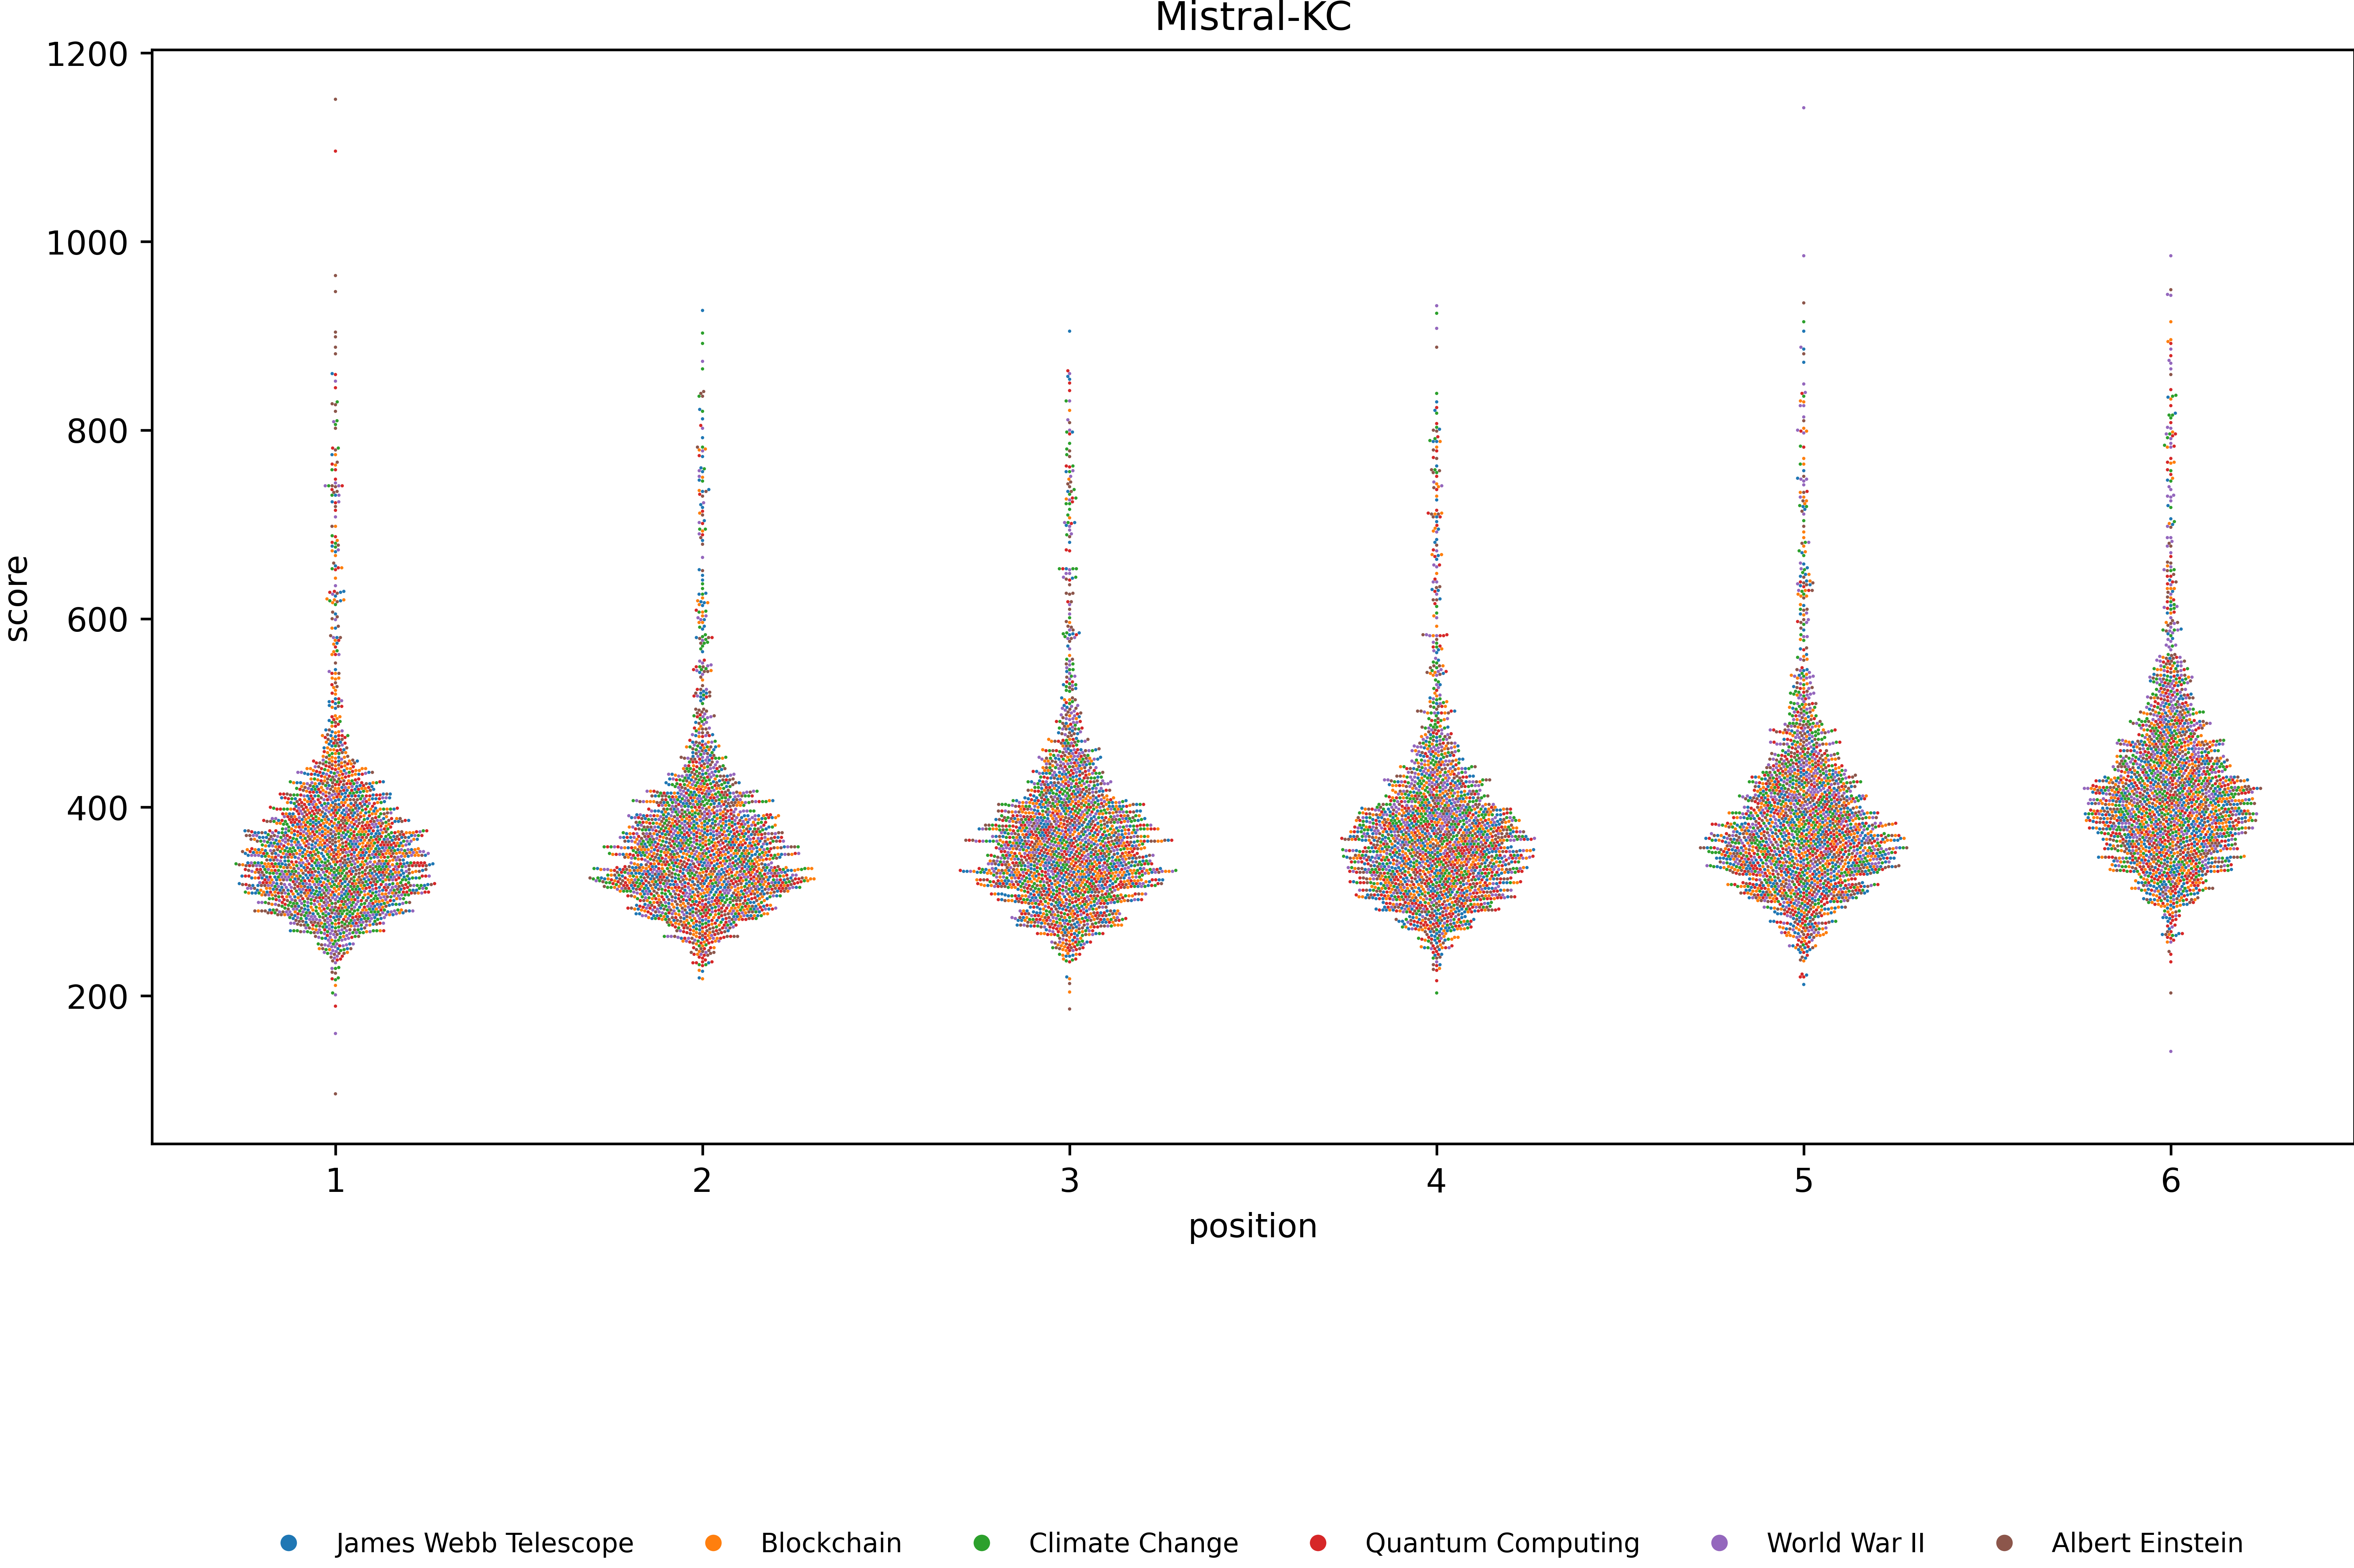 Mistral-KC
1200
1000
800
600
400
200
score
1 2 3 4 5 6
position
James Webb Telescope Blockchain Climate Change Quantum Computing World War II Albert Einstein